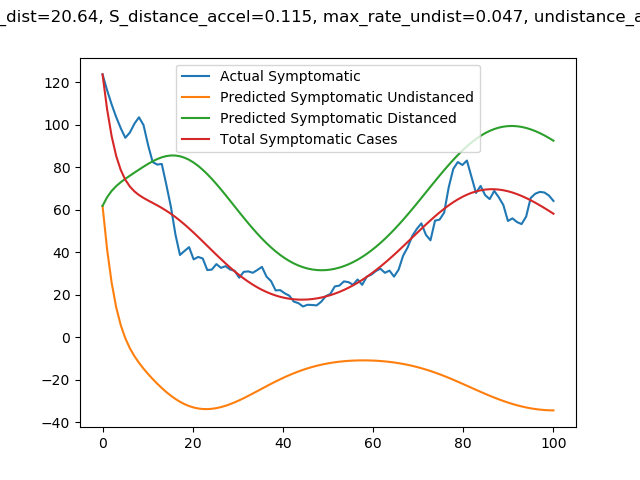 _dist=20.64, S_distance_accel=0.115, max_rate_undist=0.047, undistance_a
Actual Symptomatic
Predicted Symptomatic Undistanced
Predicted Symptomatic Distanced
Total Symptomatic Cases
120
100
80
60
40
20
0
−20
−40
0 20 40 60 80 100